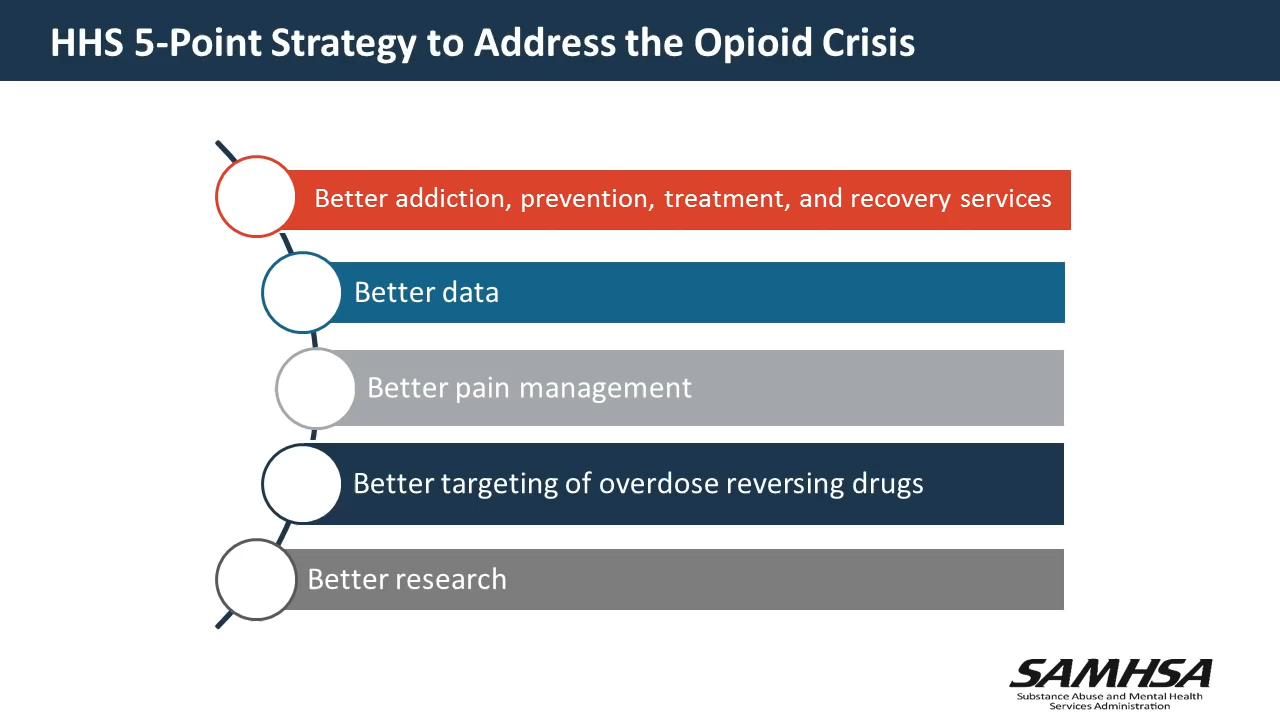 HHS 5-Point Strategy to Address the Opioid Crisis
Better addiction, prevention, treatment, and recovery services
Better data
Better pain management
Better targeting of overdose reversing drugs
Better research
SAMHSA
Substance Abuse and Mental Health
Services Administration